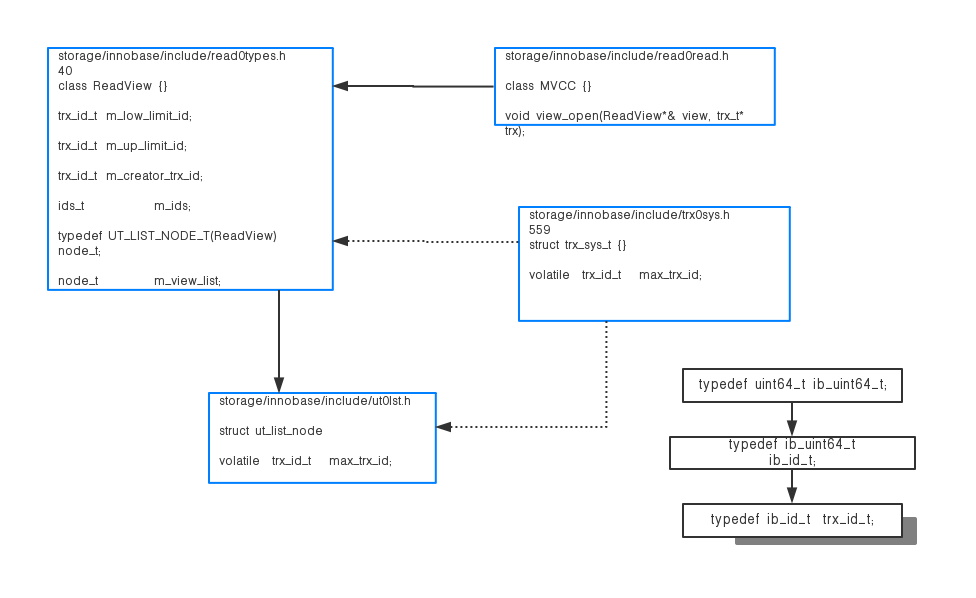 storage/innobase/include/read0types.h
40
class ReadView {}
trx_id_t m_low_limit_id;
trx_id_t m_up_limit_id;
trx_id_t m_creator_trx_id;
ids_t m_ids;
typedef UT_LIST_NODE_T(ReadView)
node_t;
node_t m_view_list;
storage/innobase/include/read0read.h
class MVCC {}
void view_open(ReadView*& view, trx_t*
trx);
storage/innobase/include/trx0sys.h
559
struct trx_sys_t {}
volatile trx_id_t max_trx_id;
storage/innobase/include/ut0lst.h
struct ut_list_node
volatile trx_id_t max_trx_id;
typedef uint64_t ib_uint64_t;
typedef ib_uint64_t
ib_id_t;
typedef ib_id_t trx_id_t;